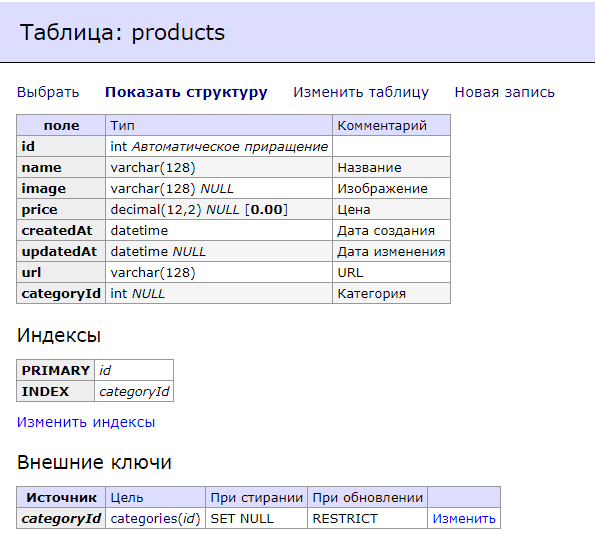 Таблица: products
Выбрать Показать структуру Изменить таблицу Новая запись
поле Тип Комментарий
id int Автоматическое приращение
name varchar(128) Название
image varchar(128) NULL Изображение
price decimal(12,2) NULL [0.00] Цена
createdAt datetime Дата создания
updatedAt datetime NULL Дата изменения
url varchar(128) URL
categoryId int NULL Категория
Индексы
PRIMARY id
INDEX categoryId
Изменить индексы
Внешние ключи
Источник Цель При стирании При обновлении
categoryId categories(id) SET NULL RESTRICT Изменить